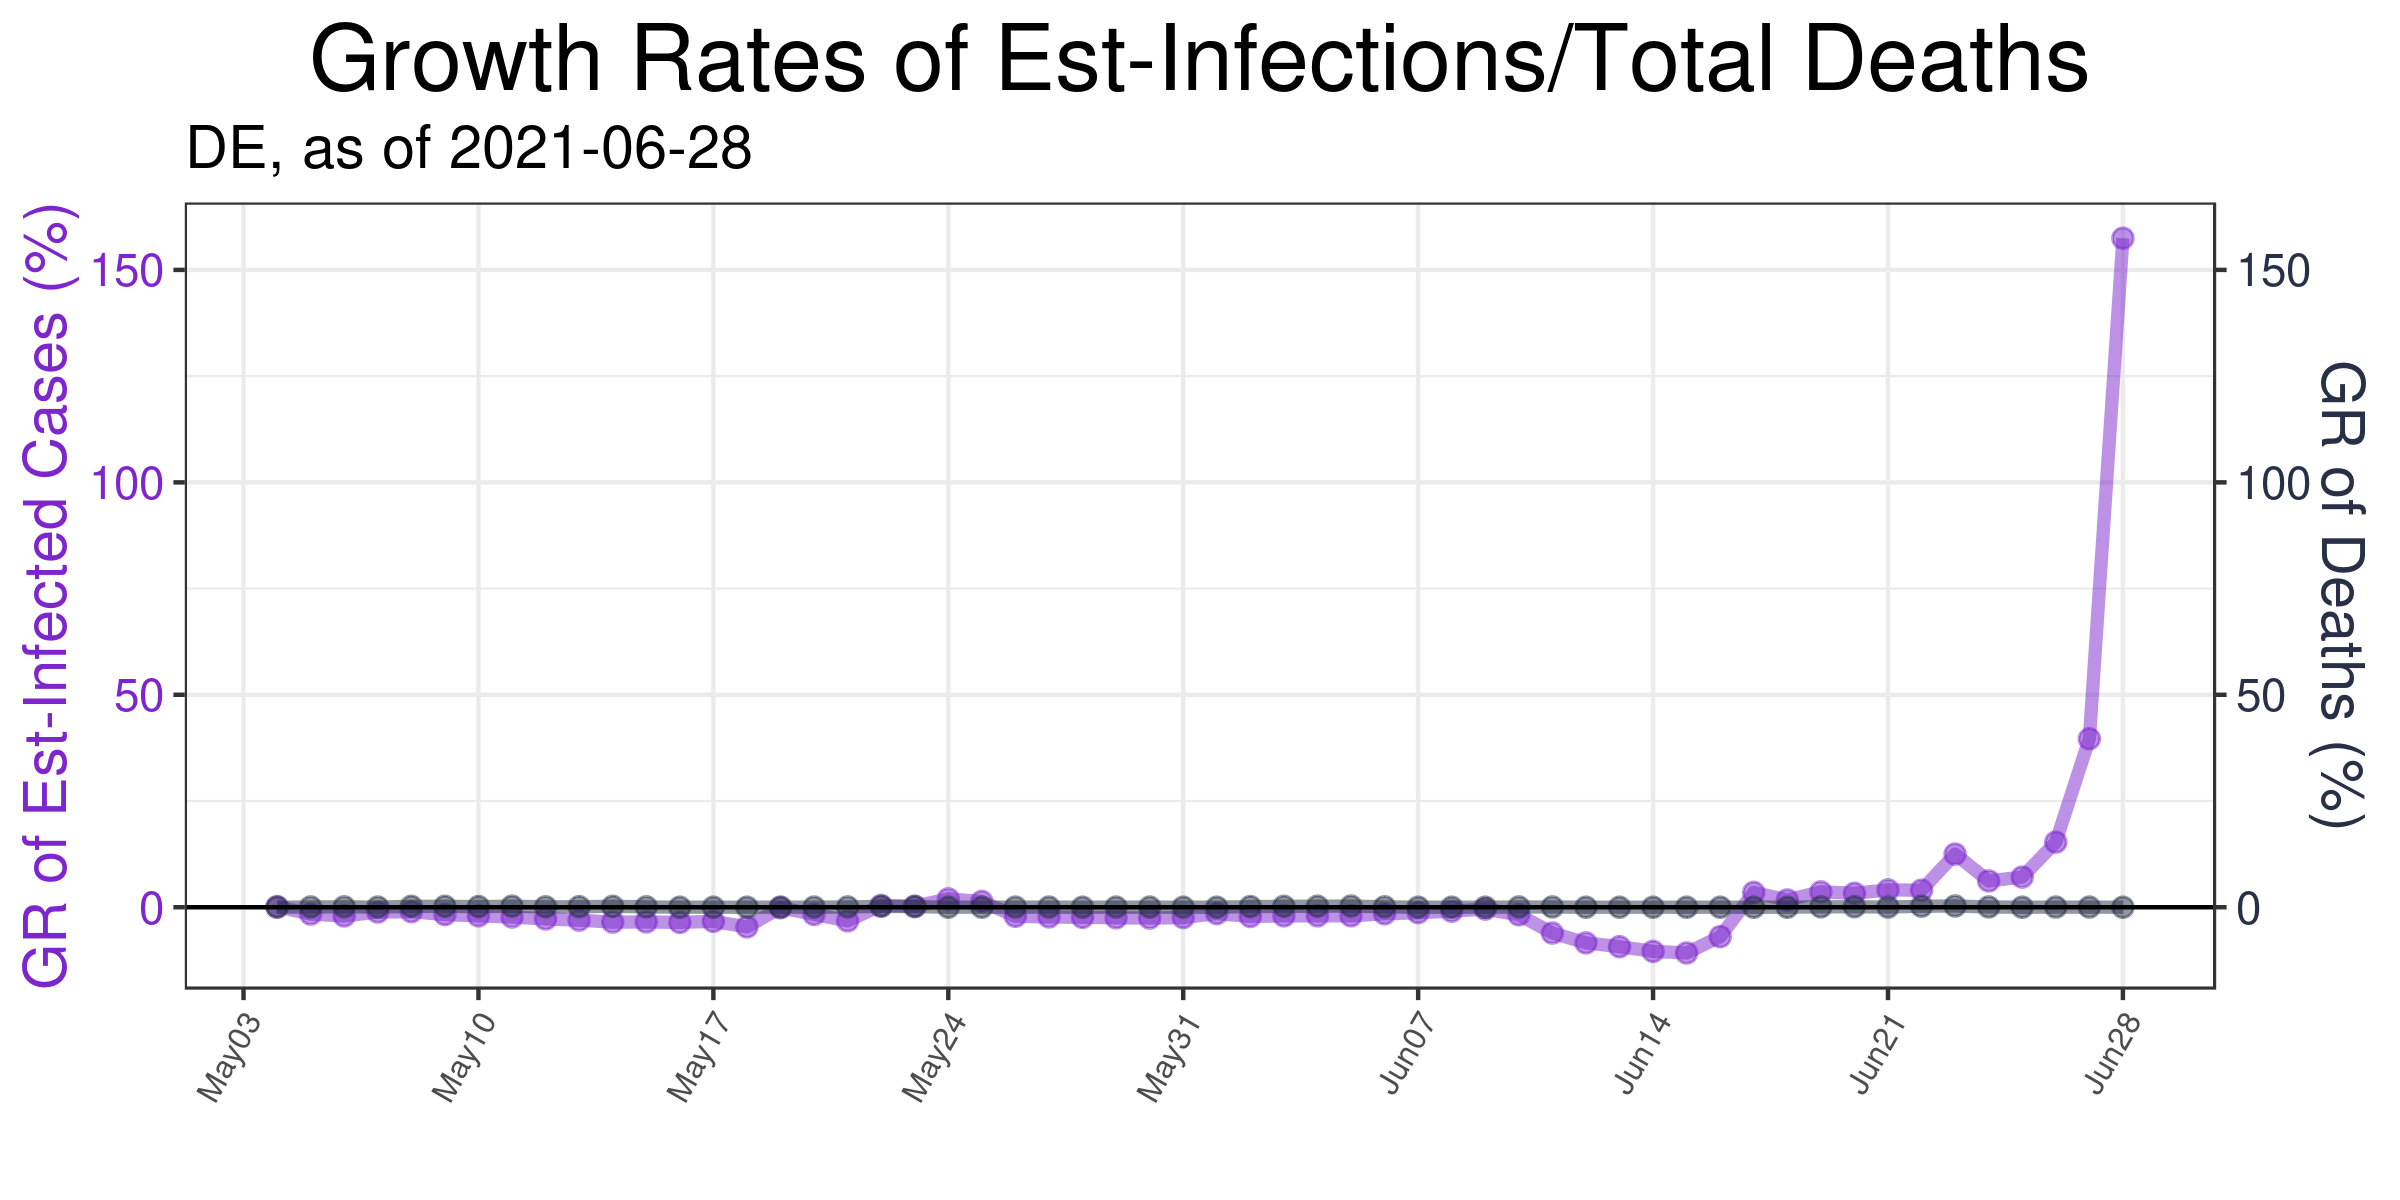 Growth Rates of Est-Infections/Total Deaths
DE, as of 2021-06-28
GR of Est-Infected Cases (%)
150
100
50
0
150
100
50
0
GR of Deaths (%)
May03
May10
May17
May24
May31
Jun07
Jun14
Jun21
Jun28